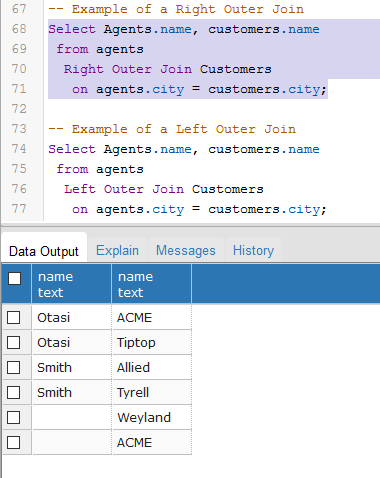 67 -- Example of a Right Outer Join
68 Select Agents.name, customers.name
69 from agents
70 Right Outer Join Customers
71 on agents.city = customers.city;
72
73 -- Example of a Left Outer Join
74 Select Agents.name, customers.name
75 from agents
76 Left Outer Join Customers
77 on agents.city = customers.city;
Data Output Explain Messages History
name name
text text
Otasi ACME
Otasi Tiptop
Smith Allied
Smith Tyrell
Weyland
ACME